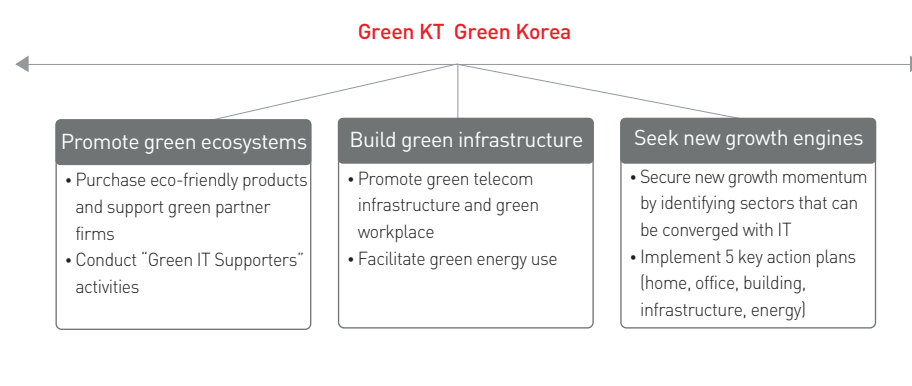 Green KT  Green Korea
Promote green ecosystems
• Purchase eco-friendly products
and support green partner
firms
• Conduct “Green IT Supporters”
activities
Build green infrastructure
• Promote green telecom
infrastructure and green
workplace
• Facilitate green energy use
Seek new growth engines
• Secure new growth momentum
by identifying sectors that can
be converged with IT
• Implement 5 key action plans
(home, office, building,
infrastructure, energy)